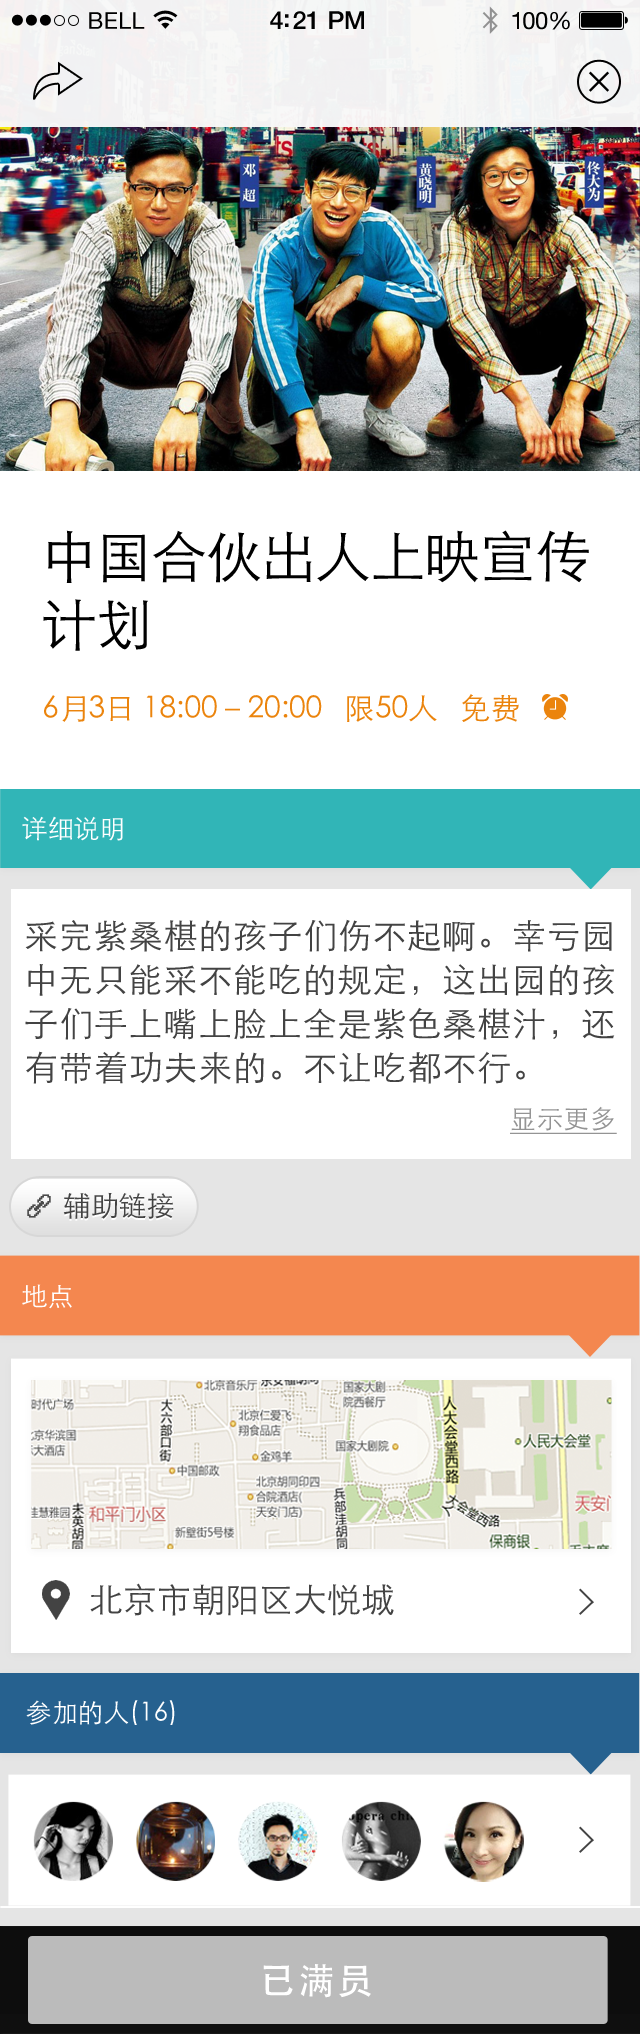 BELL
4:21 PM
100%
邓超
黄晓明
佟大为
中国合伙出人上映宣传
计划
6月3日 18:00 – 20:00 限50人 免费
详细说明
采完紫桑椹的孩子们伤不起啊。幸亏园
中无只能采不能吃的规定，这出园的孩
子们手上嘴上脸上全是紫色桑椹汁，还
有带着功夫来的。不让吃都不行。
显示更多
辅助链接
地点
时代广场
北京音乐厅
国家大剧
院西餐厅
大六部口街
北京仁爱飞
翔食品店
京华滨国
大酒店
金鸡羊
国家大剧院
人大会堂西路
人民大会堂
中国邮政
北京胡同印四
合院酒店(
天安门店)
兵部洼胡同
大会堂西路
天安门
佳慧雅园
未英胡同
和平门小区
新壁街5号楼
保商银
北京市朝阳区大悦城
参加的人(16)
pera chi
已满员